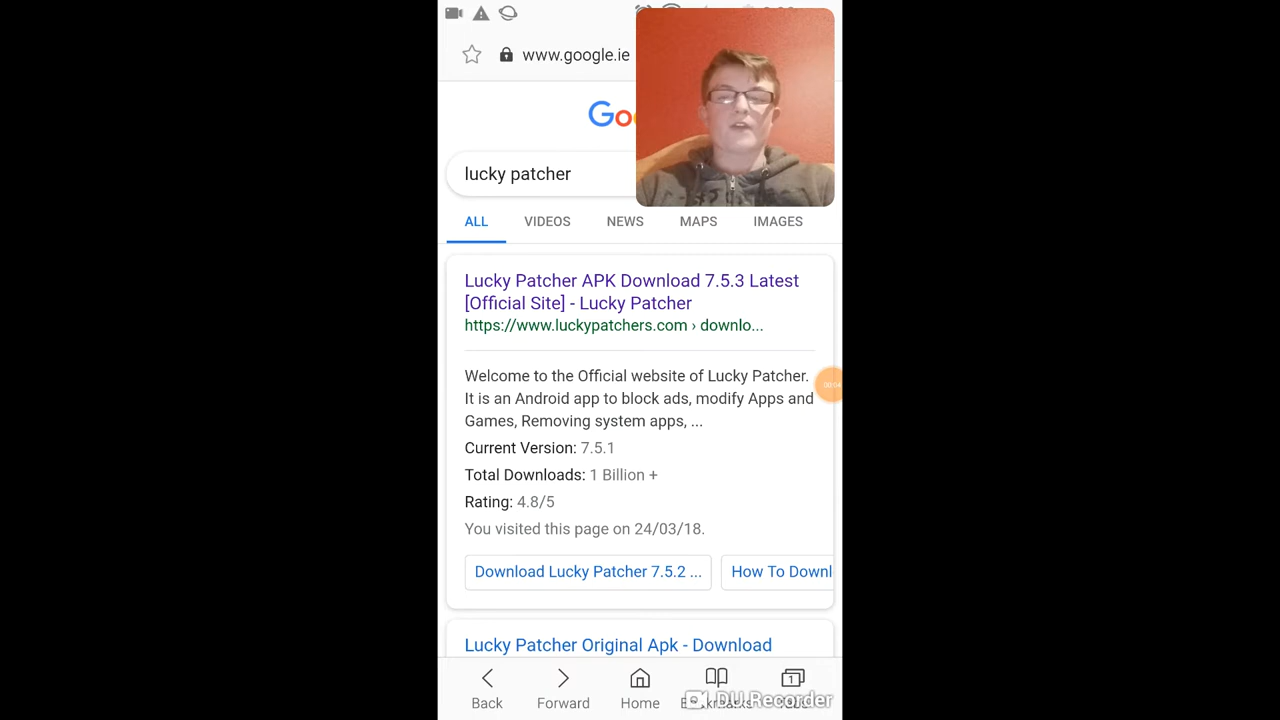 www.google.ie
lucky patcher
ALL VIDEOS NEWS MAPS IMAGES
Lucky Patcher APK Download 7.5.3 Latest
[Official Site] - Lucky Patcher
https://www.luckypatchers.com › downlo...
Welcome to the Official website of Lucky Patcher.
It is an Android app to block ads, modify Apps and
Games, Removing system apps, ...
Current Version: 7.5.1
Total Downloads: 1 Billion +
Rating: 4.8/5
You visited this page on 24/03/18.
Download Lucky Patcher 7.5.2 ... How To Downl
Lucky Patcher Original Apk - Download
1
Back Forward Home
DU Recorder